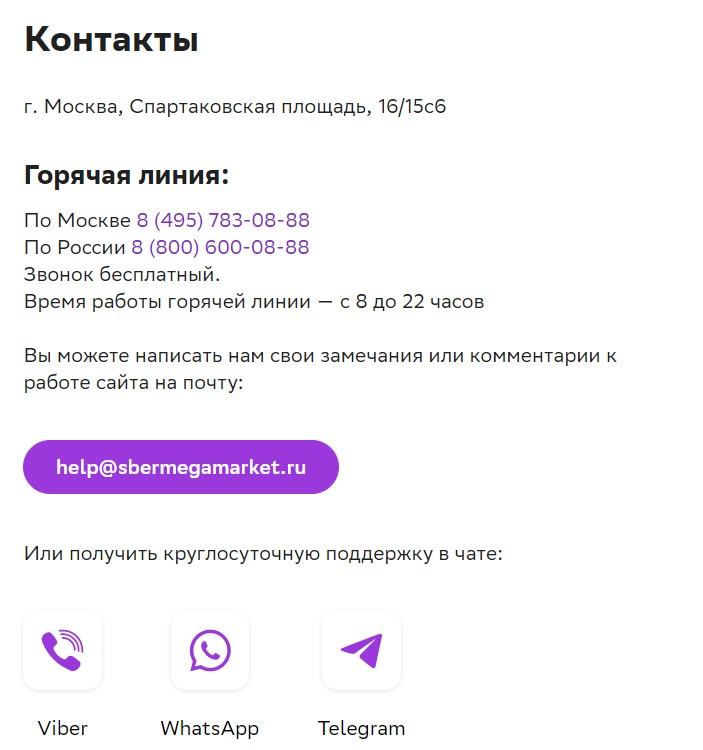 Контакты
г. Москва, Спартаковская площадь, 16/15с6
Горячая линия:
По Москве 8 (495) 783-08-88
По России 8 (800) 600-08-88
Звонок бесплатный.
Время работы горячей линии — с 8 до 22 часов
Вы можете написать нам свои замечания или комментарии к
работе сайта на почту:
help@sbermegamarket.ru
Или получить круглосуточную поддержку в чате:
Viber WhatsApp Telegram